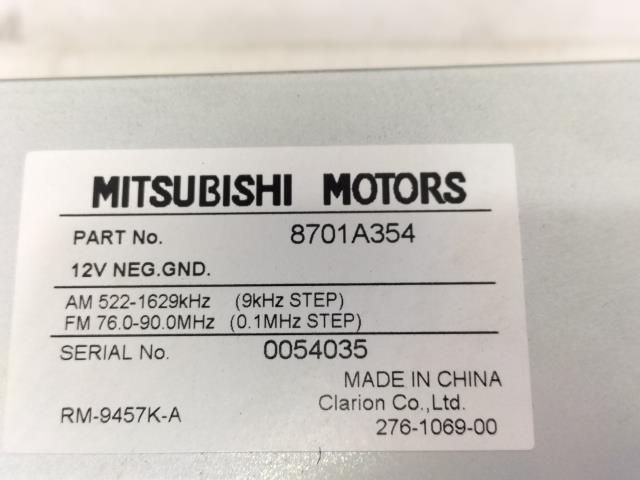 MITSUBISHI MOTORS
PART No. 8701A354
12V NEG.GND.
AM 522-1629kHz (9kHz STEP)
FM 76.0-90.0MHz (0.1MHz STEP)
SERIAL No. 0054035
MADE IN CHINA
RM-9457K-A Clarion Co.,Ltd.
276-1069-00